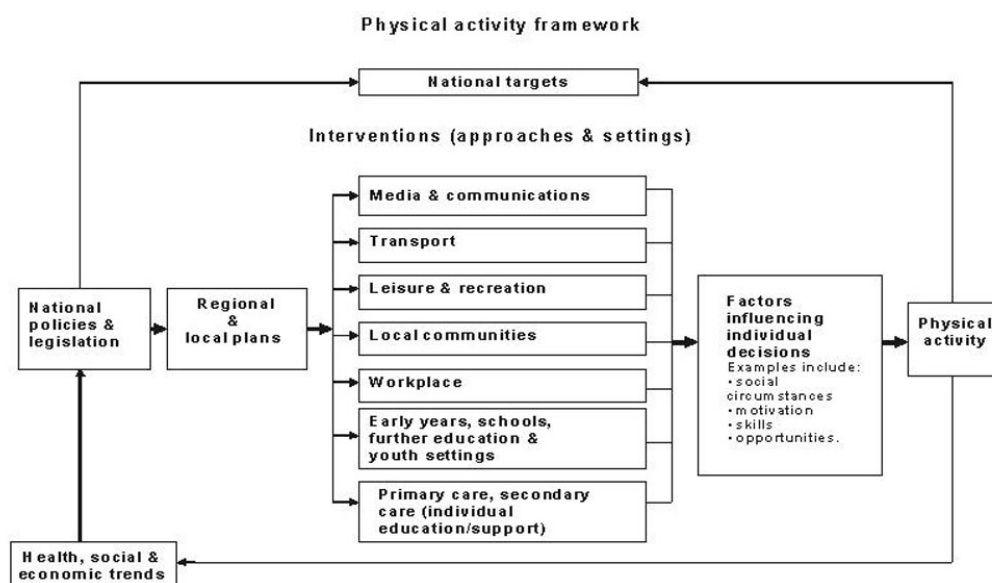 Physical activity framework
National targets
Interventions (approaches & settings)
Media & communications
Transport
Leisure & recreation
Local communities
Workplace
Early years, schools,
further education &
youth settings
Primary care, secondary
care (individual
education/support)
National
policies &
legislation
Regional
&
local plans
Factors
influencing
individual
decisions
Examples include:
• social
circumstances
• motivation
• skills
• opportunities.
Physical
activity
Health, social &
economic trends